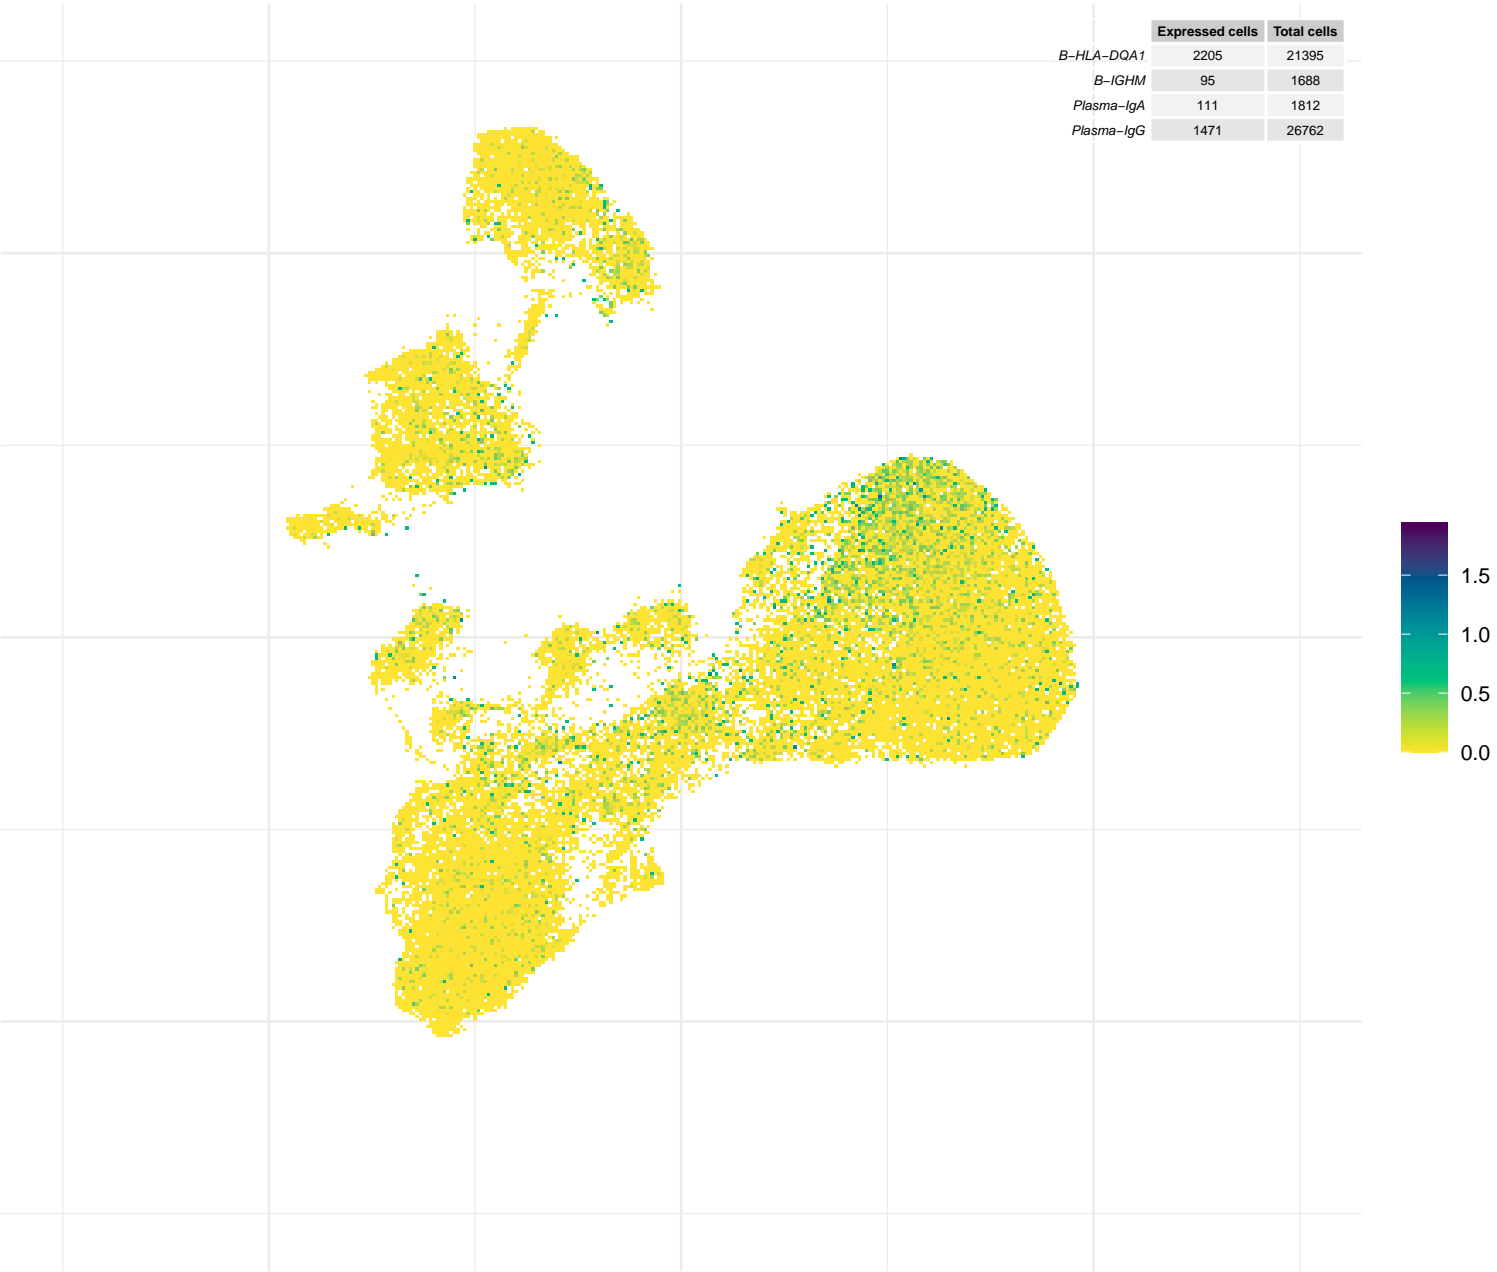 Expressed cells Total cells
B−HLA−DQA1 2205 21395
B−IGHM 95 1688
Plasma−IgA 111 1812
Plasma−IgG 1471 26762
1.5
1.0
0.5
0.0